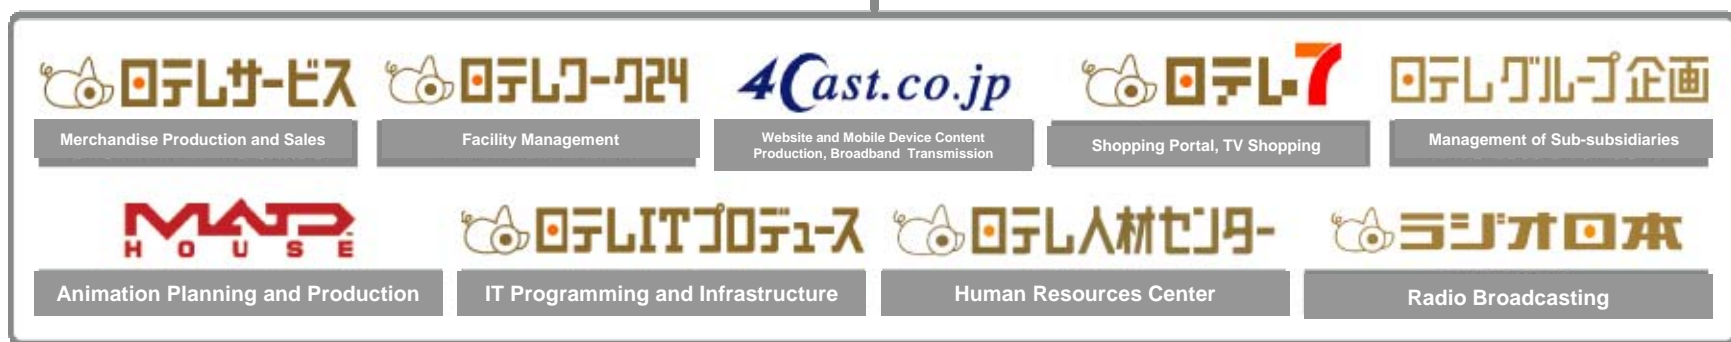 日テレサービス
日テレワーク24
4Cast.co.jp
日テレ7
日テレグループ企画
Merchandise Production and Sales
Facility Management
Website and Mobile Device Content
Production, Broadband Transmission
Shopping Portal, TV Shopping
Management of Sub-subsidiaries
MAD
HOUSE
日テレITプロデュース
日テレ人材センター
ラジオ日本
Animation Planning and Production
IT Programming and Infrastructure
Human Resources Center
Radio Broadcasting